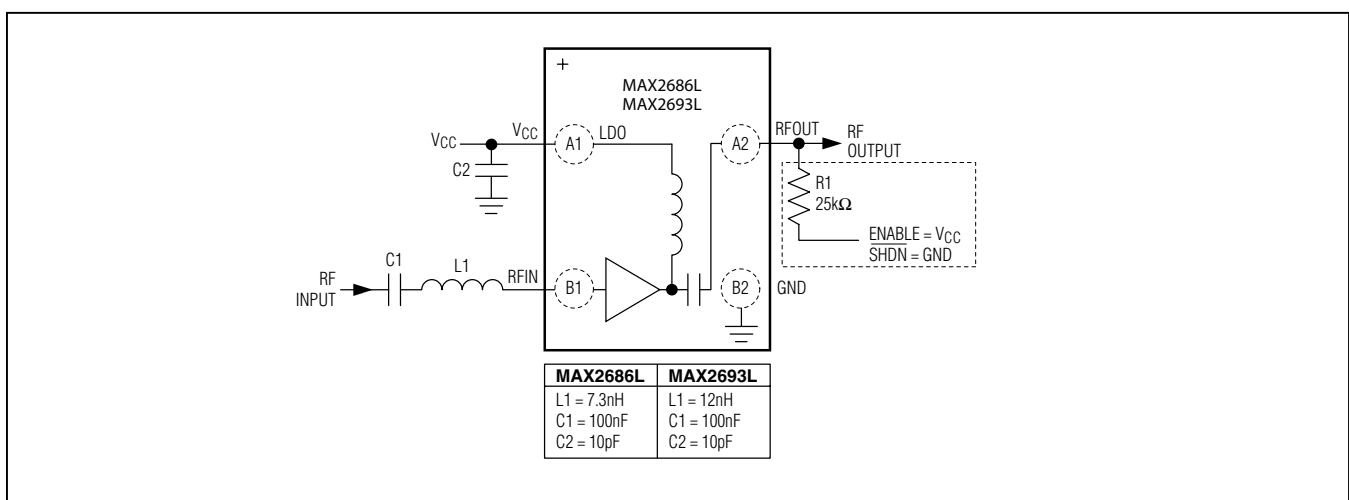 +
MAX2686L
MAX2693L
VCC
VCC
A1
LDO
A2
RFOUT
RF
OUTPUT
C2
R1
25kΩ
ENABLE = VCC
SHDN = GND
C1
L1
RFIN
RF
INPUT
B1
B2
GND
MAX2686L MAX2693L
L1 = 7.3nH L1 = 12nH
C1 = 100nF C1 = 100nF
C2 = 10pF C2 = 10pF